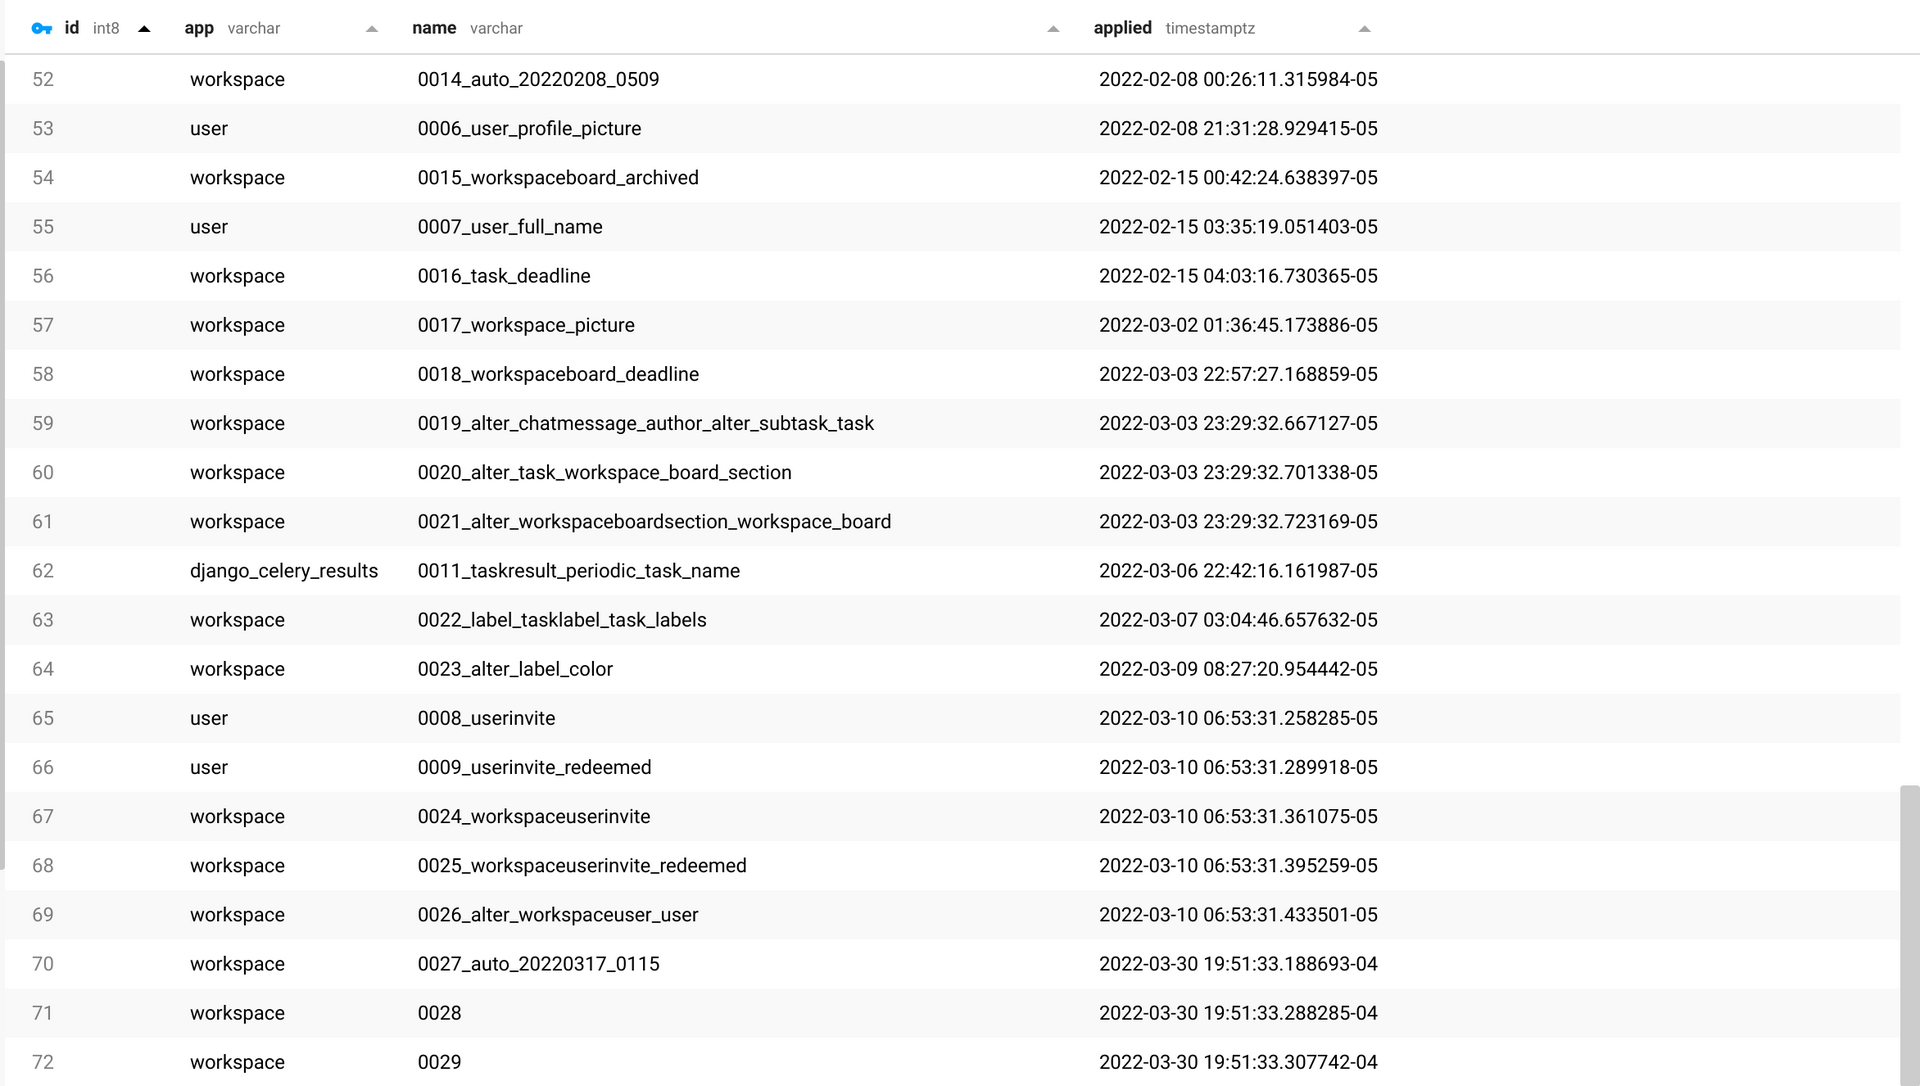 id int8 app varchar name varchar applied timestamptz
52 workspace 0014_auto_20220208_0509 2022-02-08 00:26:11.315984-05
53 user 0006_user_profile_picture 2022-02-08 21:31:28.929415-05
54 workspace 0015_workspaceboard_archived 2022-02-15 00:42:24.638397-05
55 user 0007_user_full_name 2022-02-15 03:35:19.051403-05
56 workspace 0016_task_deadline 2022-02-15 04:03:16.730365-05
57 workspace 0017_workspace_picture 2022-03-02 01:36:45.173886-05
58 workspace 0018_workspaceboard_deadline 2022-03-03 22:57:27.168859-05
59 workspace 0019_alter_chatmessage_author_alter_subtask_task 2022-03-03 23:29:32.667127-05
60 workspace 0020_alter_task_workspace_board_section 2022-03-03 23:29:32.701338-05
61 workspace 0021_alter_workspaceboardsection_workspace_board 2022-03-03 23:29:32.723169-05
62 django_celery_results 0011_taskresult_periodic_task_name 2022-03-06 22:42:16.161987-05
63 workspace 0022_label_tasklabel_task_labels 2022-03-07 03:04:46.657632-05
64 workspace 0023_alter_label_color 2022-03-09 08:27:20.954442-05
65 user 0008_userinvite 2022-03-10 06:53:31.258285-05
66 user 0009_userinvite_redeemed 2022-03-10 06:53:31.289918-05
67 workspace 0024_workspaceuserinvite 2022-03-10 06:53:31.361075-05
68 workspace 0025_workspaceuserinvite_redeemed 2022-03-10 06:53:31.395259-05
69 workspace 0026_alter_workspaceuser_user 2022-03-10 06:53:31.433501-05
70 workspace 0027_auto_20220317_0115 2022-03-30 19:51:33.188693-04
71 workspace 0028 2022-03-30 19:51:33.288285-04
72 workspace 0029 2022-03-30 19:51:33.307742-04